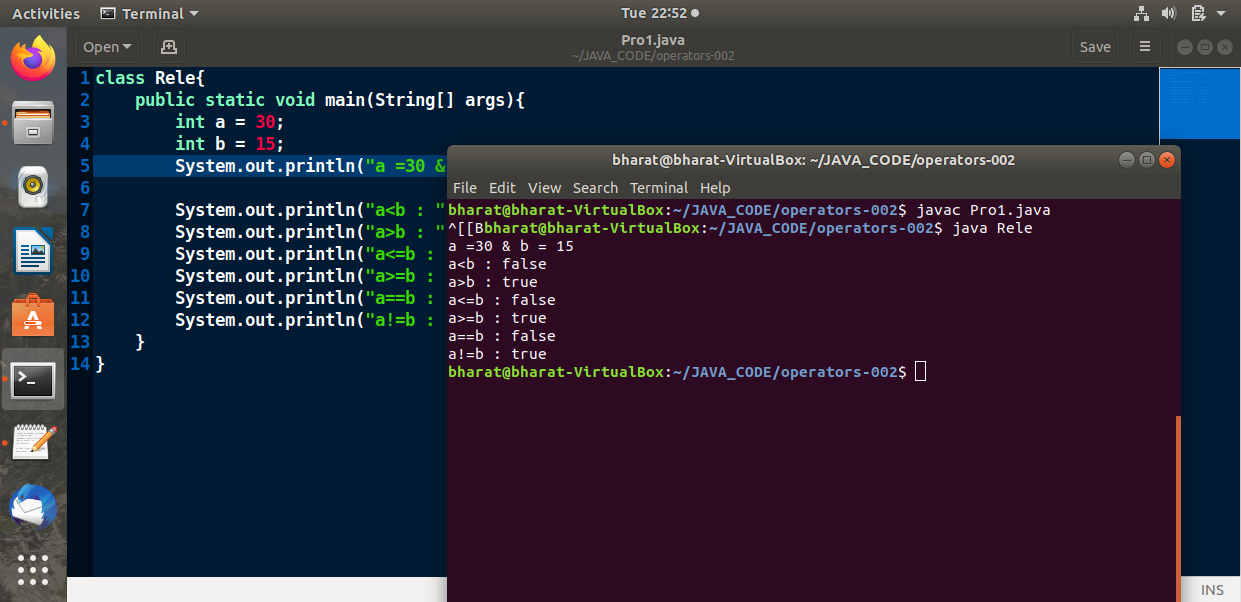 Activities Terminal Tue 22:52
Open Pro1.java Save
~/JAVA_CODE/operators-002
1 class Rele{
2 public static void main(String[] args){
3 int a = 30;
4 int b = 15;
5 System.out.println("a =30 &
6
7 System.out.println("a<b : "
8 System.out.println("a>b : "
9 System.out.println("a<=b :
10 System.out.println("a>=b :
11 System.out.println("a==b :
12 System.out.println("a!=b :
13 }
14 }
bharat@bharat-VirtualBox: ~/JAVA_CODE/operators-002
File Edit View Search Terminal Help
bharat@bharat-VirtualBox:~/JAVA_CODE/operators-002$ javac Pro1.java
^[[Bbharat@bharat-VirtualBox:~/JAVA_CODE/operators-002$ java Rele
a =30 & b = 15
a<b : false
a>b : true
a<=b : false
a>=b : true
a==b : false
a!=b : true
bharat@bharat-VirtualBox:~/JAVA_CODE/operators-002$
INS